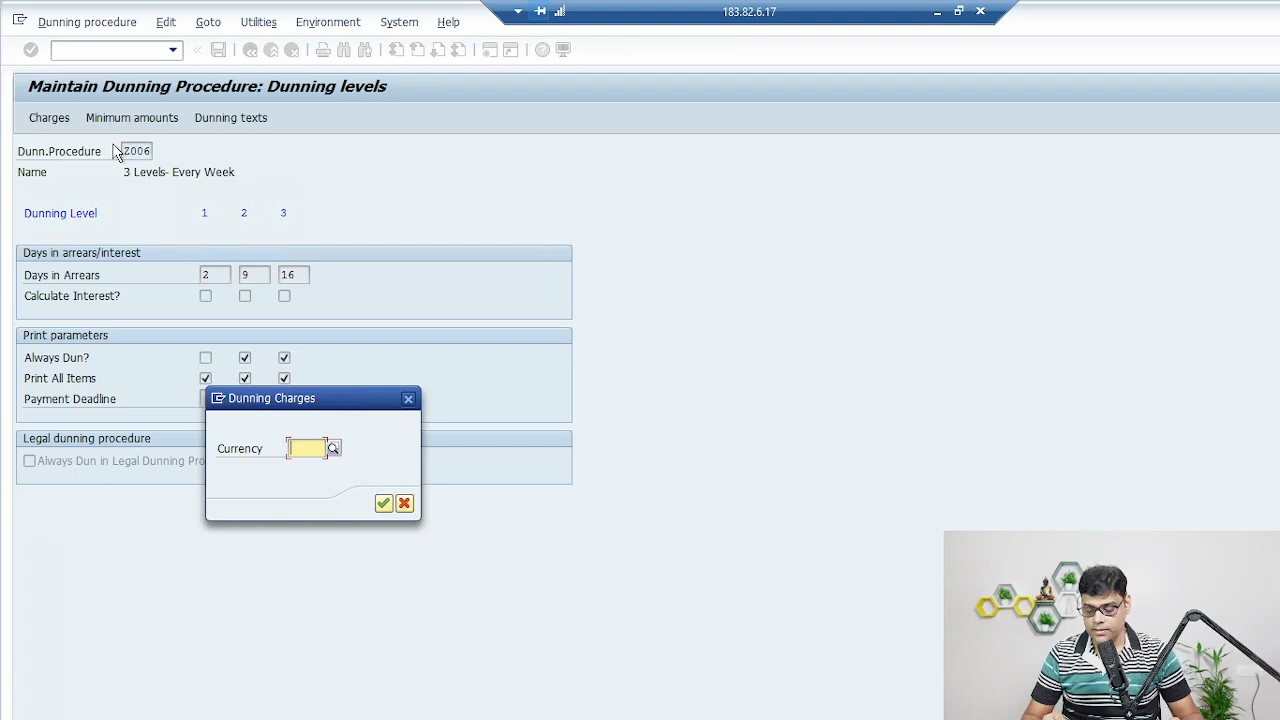 183.82.6.17
Dunning procedure Edit Goto Utilities Environment System Help
Maintain Dunning Procedure: Dunning levels
Charges Minimum amounts Dunning texts
Dunn.Procedure Z006
Name 3 Levels- Every Week
Dunning Level 1 2 3
Days in arrears/interest
Days in Arrears 2 9 16
Calculate Interest?
Print parameters
Always Dun?
Print All Items
Payment Deadline
Dunning Charges
Legal dunning procedure
Currency
Always Dun in Legal Dunning Pro